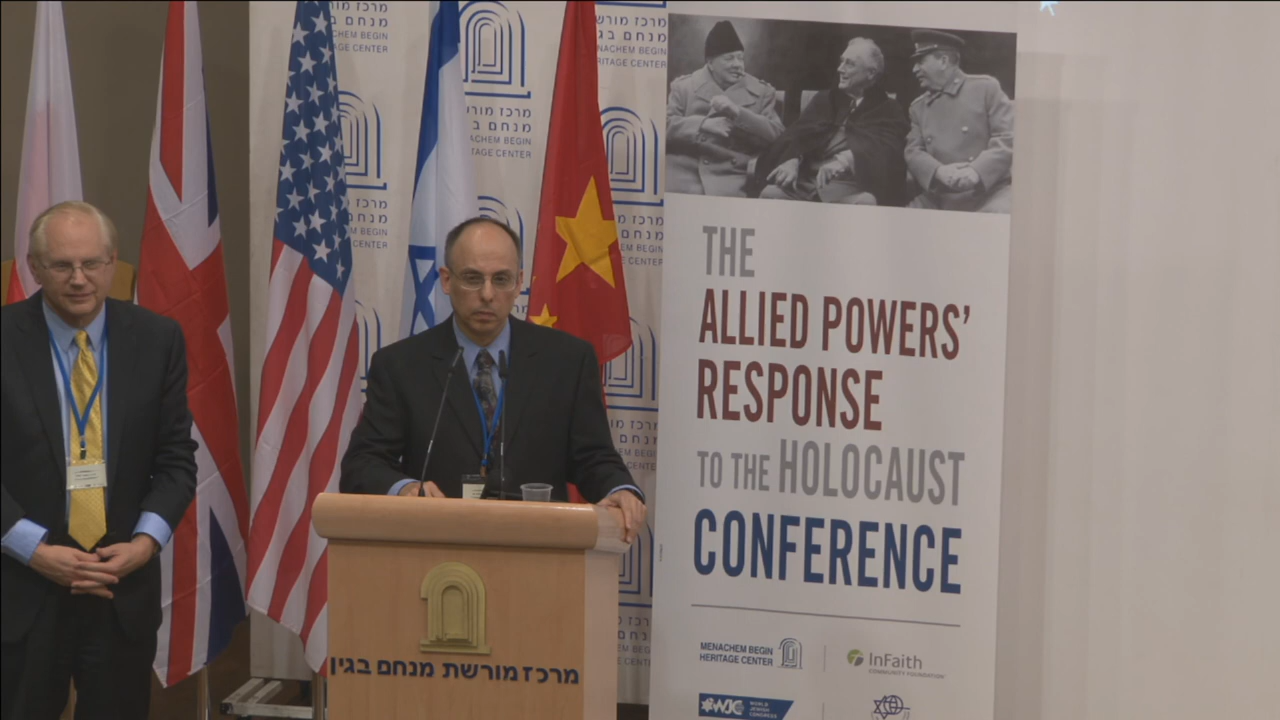 מרכז מורשת
מנחם בגין
MENACHEM BEGIN
HERITAGE CENTER
THE
ALLIED POWERS'
RESPONSE
TO THE HOLOCAUST
CONFERENCE
MENACHEM BEGIN
HERITAGE CENTER
InFaith
COMMUNITY FOUNDATION
WJC WORLD
JEWISH
CONGRESS
מרכז מורשת מנחם בגין